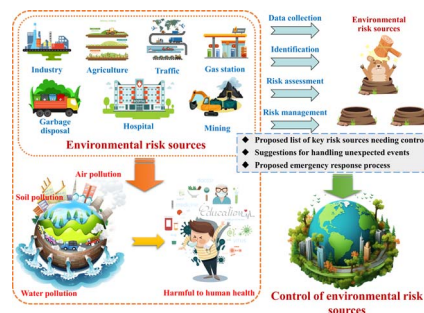 Data collection
Environmental
risk sources
Identification
Risk assessment
Risk management
Industry
Agriculture
Traffic
Gas station
Garbage
disposal
Hospital
Mining
Environmental risk sources
◆ Proposed list of key risk sources needing contro
◆ Suggestions for handling unexpected events
◆ Proposed emergency response process
Air pollution
Soil pollution
Water pollution
Education
Harmful to human health
Control of environmental risk
sources